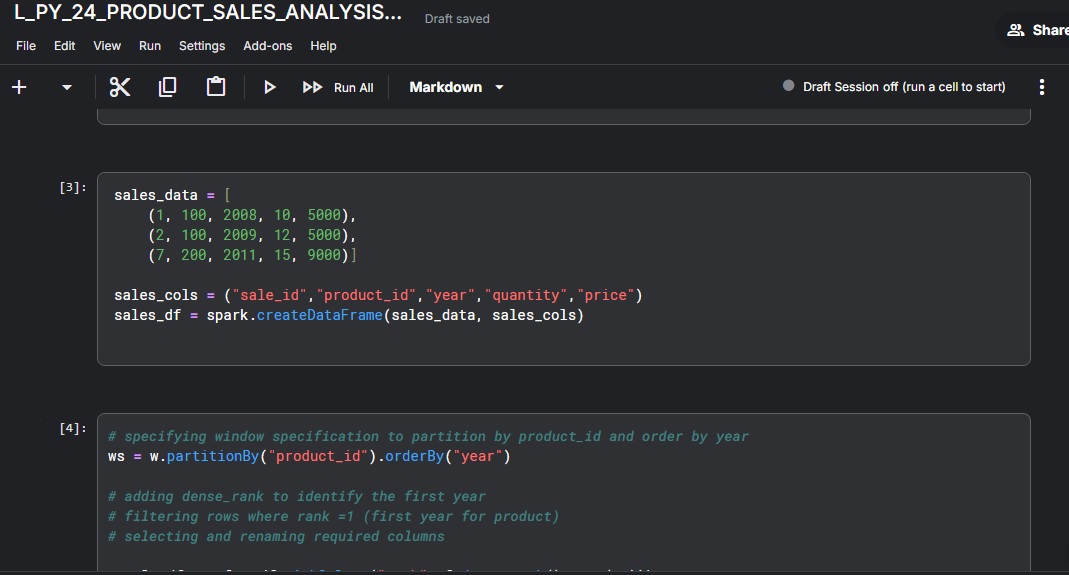 L_PY_24_PRODUCT_SALES_ANALYSIS...
Draft saved
Share
File Edit View Run Settings Add-ons Help
Run All
Markdown
Draft Session off (run a cell to start)
[3]:
sales_data = [
    (1, 100, 2008, 10, 5000),
    (2, 100, 2009, 12, 5000),
    (7, 200, 2011, 15, 9000)]
sales_cols = ("sale_id","product_id","year","quantity","price")
sales_df = spark.createDataFrame(sales_data, sales_cols)
[4]:
# specifying window specification to partition by product_id and order by year
ws = w.partitionBy("product_id").orderBy("year")
# adding dense_rank to identify the first year
# filtering rows where rank =1 (first year for product)
# selecting and renaming required columns